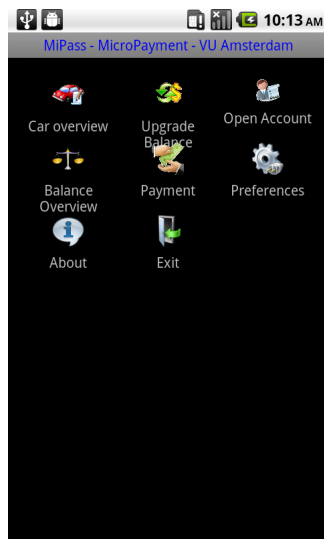 10:13 AM
MiPass - MicroPayment - VU Amsterdam
Car overview
Upgrade
Balance
Open Account
Balance
Overview
Payment
Preferences
About
Exit